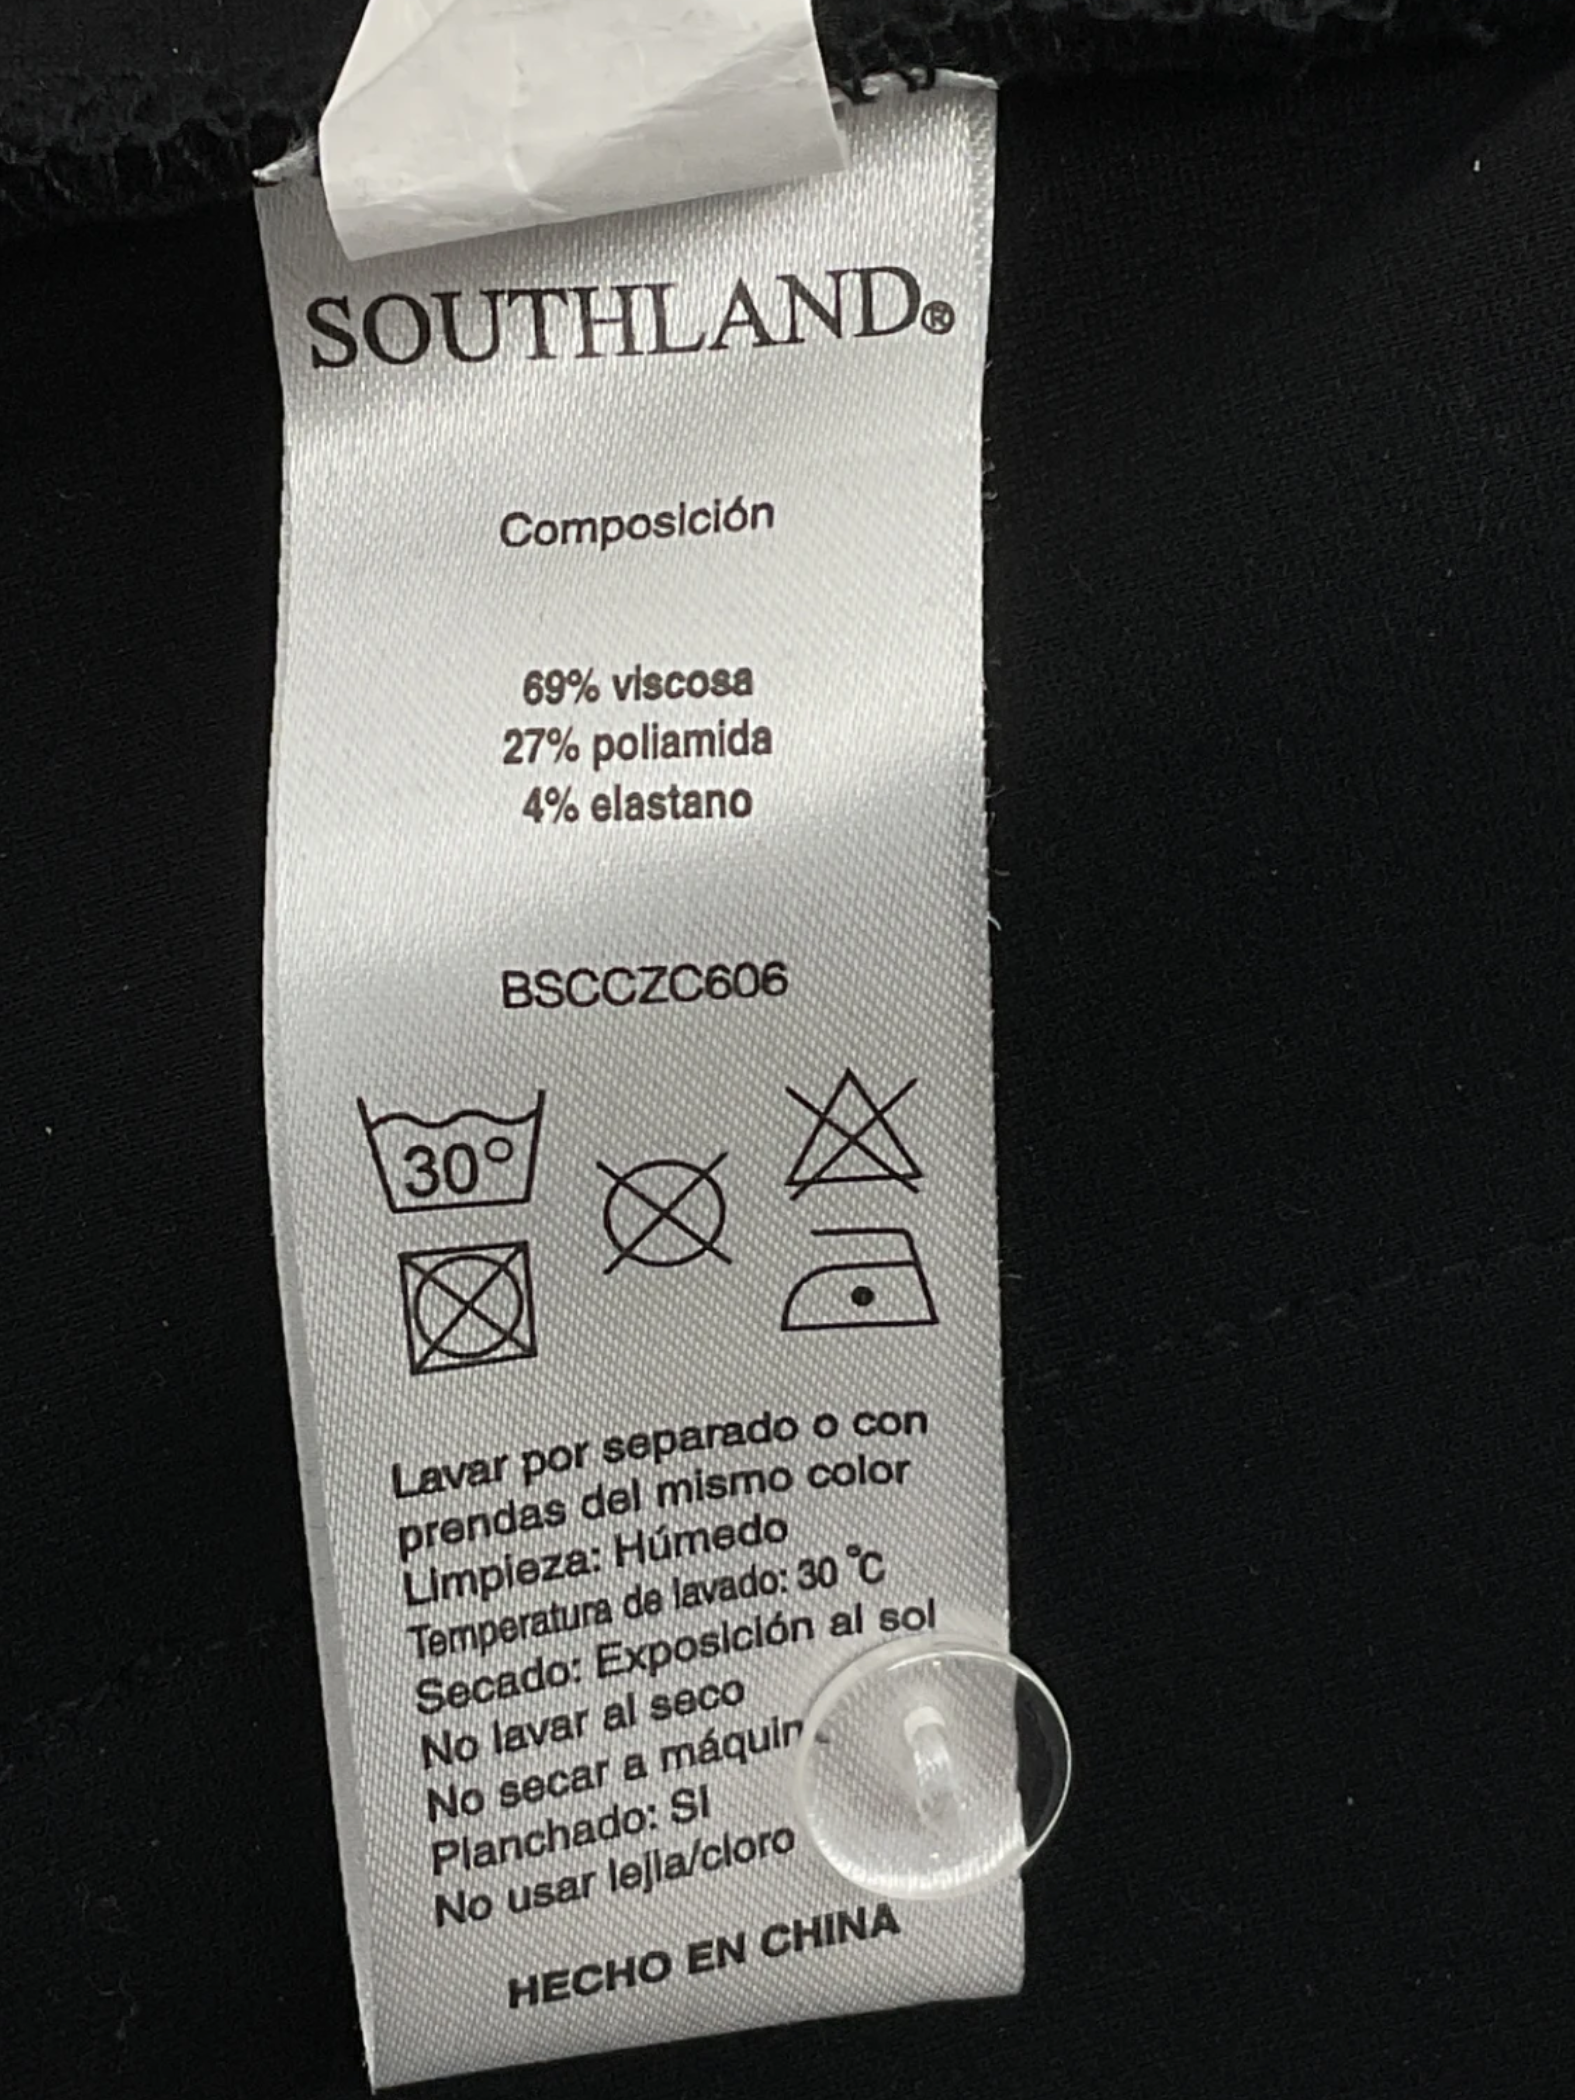 SOUTHLAND®
Composición
69% viscosa
27% poliamida
4% elastano
BSCCZC606
30°
Lavar por separado o con
prendas del mismo color
Limpieza: Húmedo
Temperatura de lavado: 30 °C
Secado: Exposición al sol
No lavar al seco
No secar a máquin
Planchado: SI
No usar lejía/cloro
HECHO EN CHINA